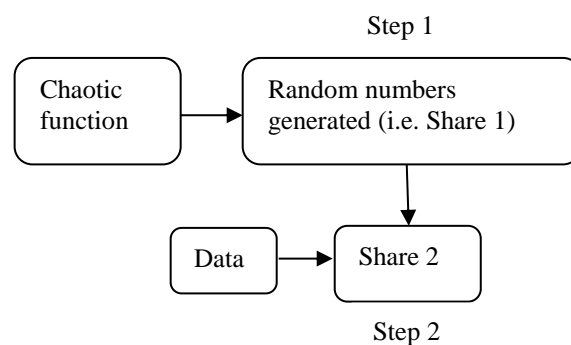 Step 1
Chaotic
function
Random numbers
generated (i.e. Share 1)
Data
Share 2
Step 2